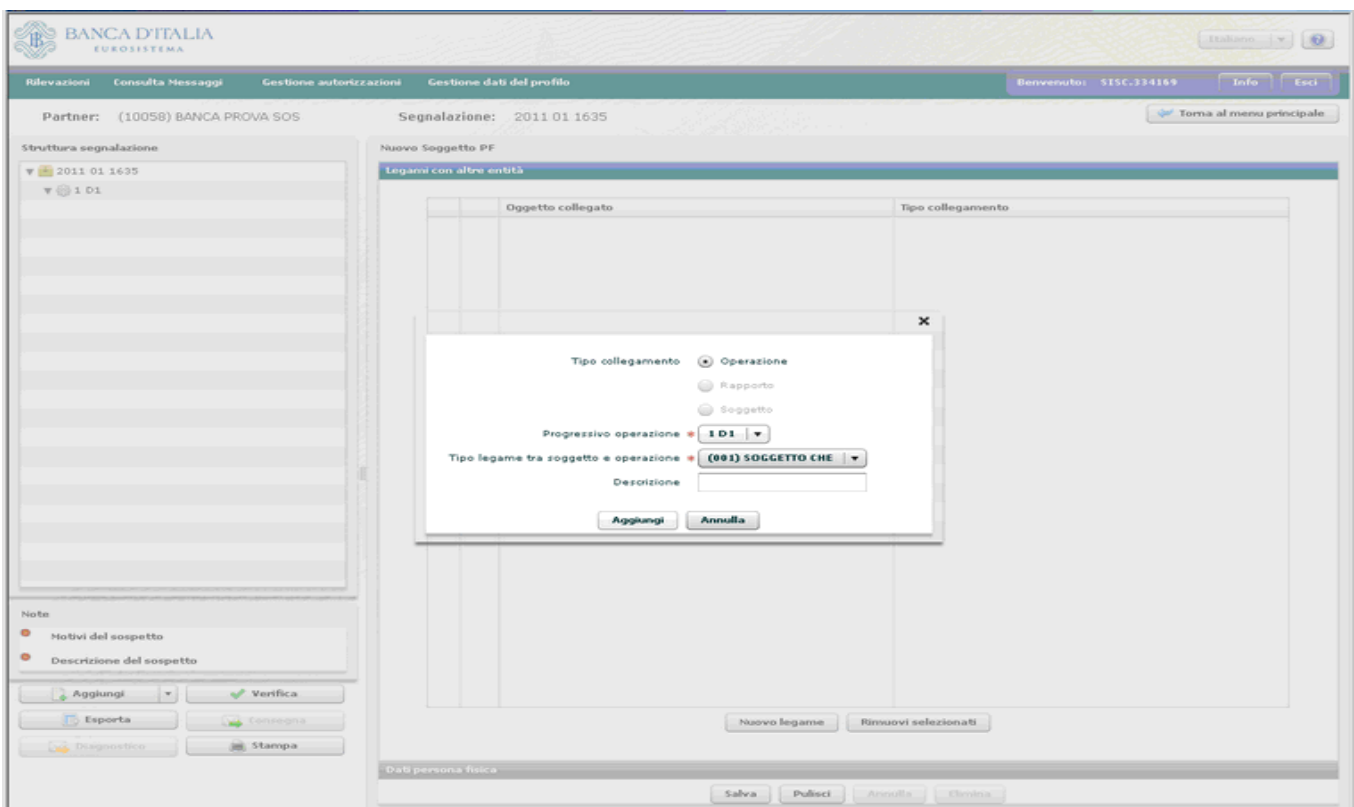 BANCA D'ITALIA
EUROSISTEMA
Italiano
Rilevazioni Consulta Messaggi Gestione autorizzazioni Gestione dati del profilo Benvenuto: SISC.334169 Info Esci
Partner: (10058) BANCA PROVA SOS Segnalazione: 2011 01 1635 Torna al menu principale
Struttura segnalazione
2011 01 1635
1 D1
Nuovo Soggetto PF
Legami con altre entità
Oggetto collegato Tipo collegamento
Tipo collegamento Operazione
Rapporto
Soggetto
Progressivo operazione * 1 D1
Tipo legame tra soggetto e operazione * (001) SOGGETTO CHE
Descrizione
Aggiungi Annulla
Note
Motivi del sospetto
Descrizione del sospetto
Aggiungi Verifica
Esporta Consegna
Diagnostico Stampa
Nuovo legame Rimuovi selezionati
Dati persona fisica
Salva Pulisci Annulla Elimina